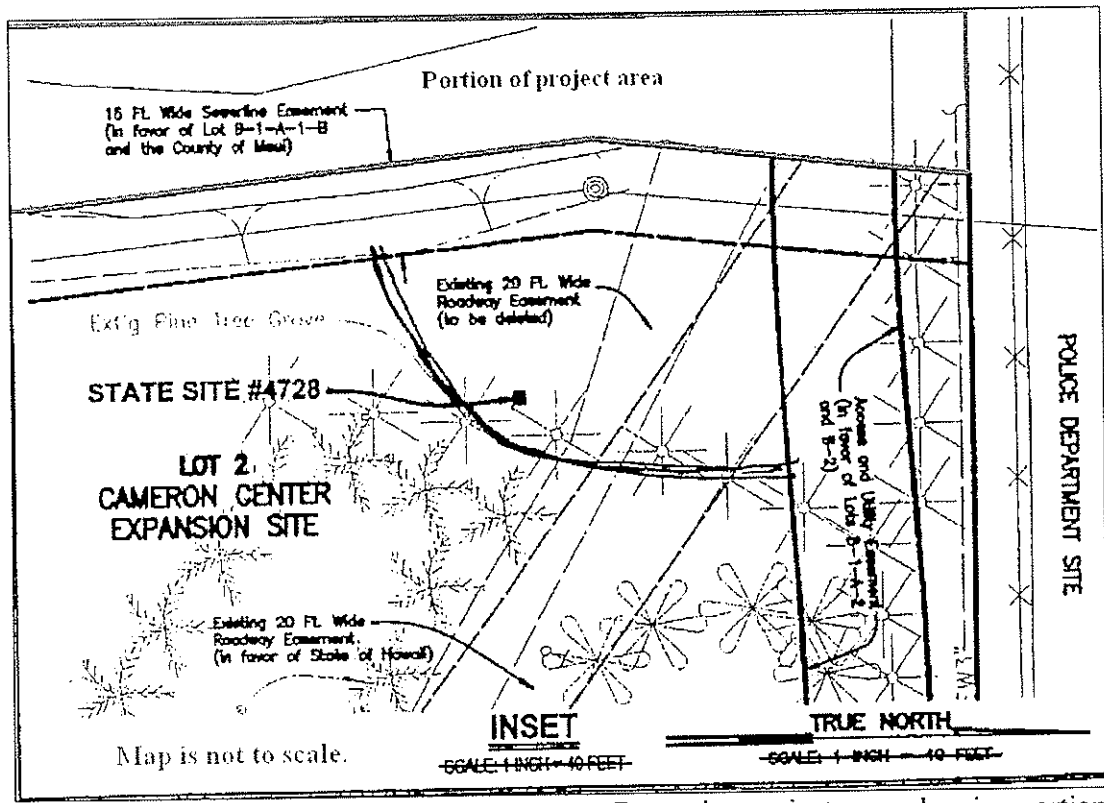 Portion of project area
15 Ft. Wide Sewerline Easement
(in favor of Lot B-1-A-1-B
and the County of Maui)
Existing 20 Ft. Wide
Roadway Easement
(to be deleted)
Ext'g Pine Tree Grove
STATE SITE #4728
LOT 2
CAMERON CENTER
EXPANSION SITE
Access and Utility Easement
(in favor of Lots B-1-A-2
and B-2)
POLICE DEPARTMENT SITE
Existing 20 Ft. Wide
Roadway Easement
(in favor of State of Hawaii)
INSET
SCALE: 1 INCH = 40 FEET
TRUE NORTH
SCALE: 1 INCH = 40 FEET
Map is not to scale.